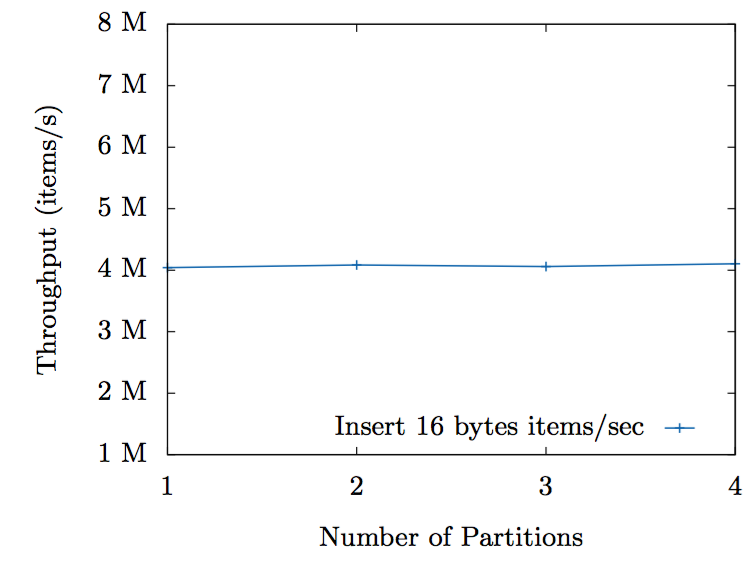 8 M
7 M
6 M
5 M
4 M
3 M
2 M
1 M
Throughput (items/s)
Insert 16 bytes items/sec
1 2 3 4
Number of Partitions